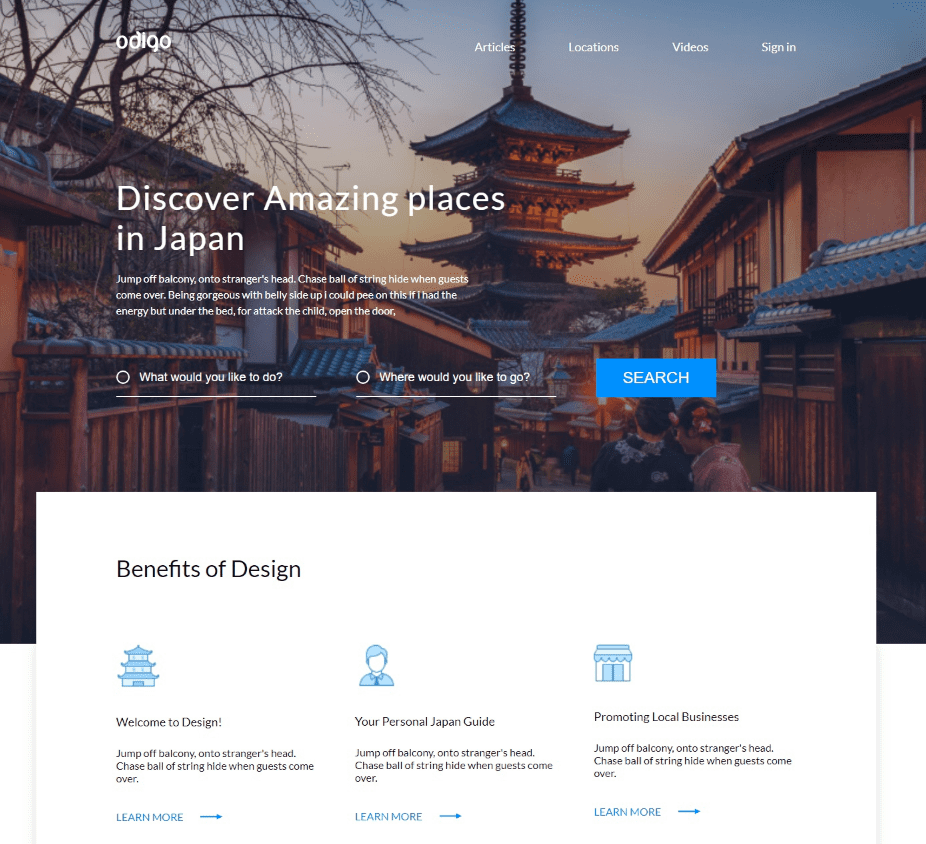 odigo
Articles Locations Videos Sign in
Discover Amazing places
in Japan
Jump off balcony, onto stranger's head. Chase ball of string hide when guests
come over. Being gorgeous with belly side up i could pee on this if i had the
energy but under the bed, for attack the child, open the door,
What would you like to do? Where would you like to go? SEARCH
Benefits of Design
Welcome to Design! Your Personal Japan Guide Promoting Local Businesses
Jump off balcony, onto stranger's head. Jump off balcony, onto stranger's head. Jump off balcony, onto stranger's head.
Chase ball of string hide when guests come Chase ball of string hide when guests come Chase ball of string hide when guests come
over. over. over.
LEARN MORE LEARN MORE LEARN MORE